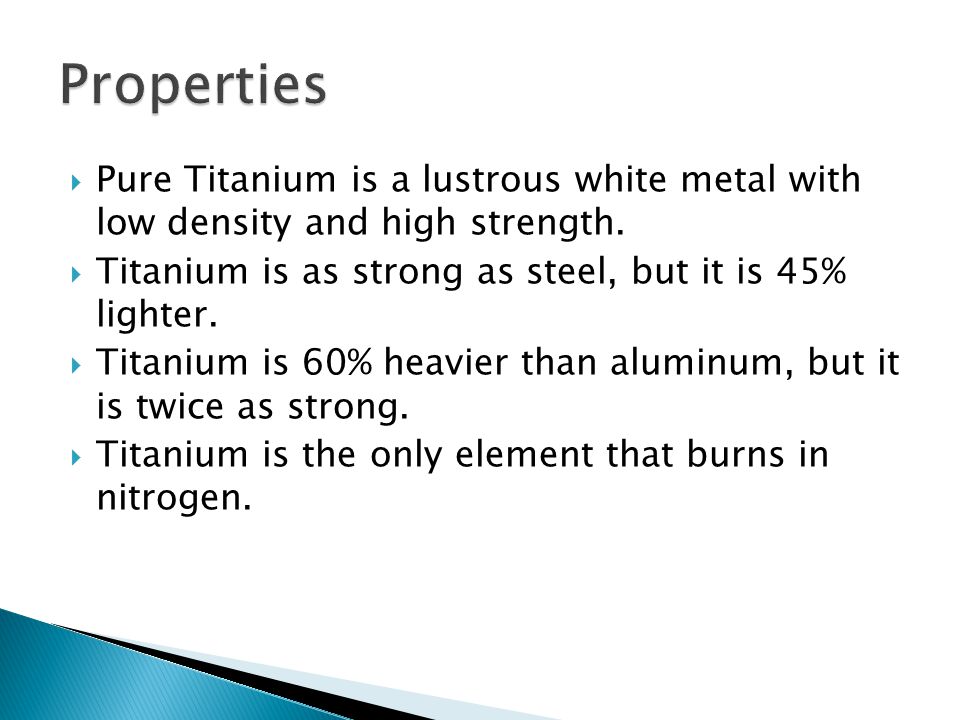 Properties
Pure Titanium is a lustrous white metal with
low density and high strength.
Titanium is as strong as steel, but it is 45%
lighter.
Titanium is 60% heavier than aluminum, but it
is twice as strong.
Titanium is the only element that burns in
nitrogen.